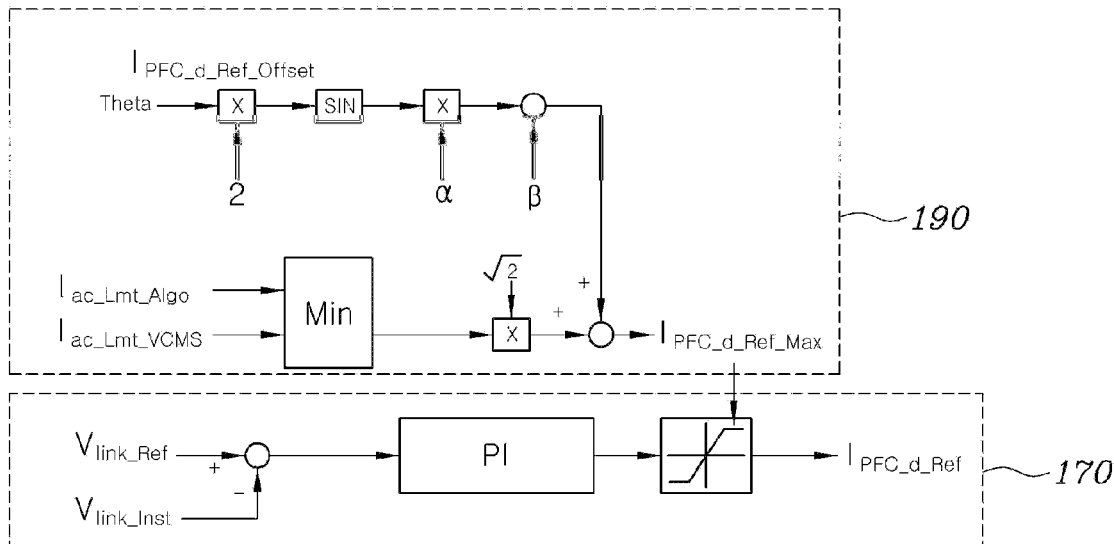 I PFC_d_Ref_Offset
Theta X SIN X
2 α β
190
√2
I ac_Lmt_Algo
Min
+
I ac_Lmt_VCMS
X + I PFC_d_Ref_Max
V link_Ref + PI I PFC_d_Ref
170
-
V link_Inst